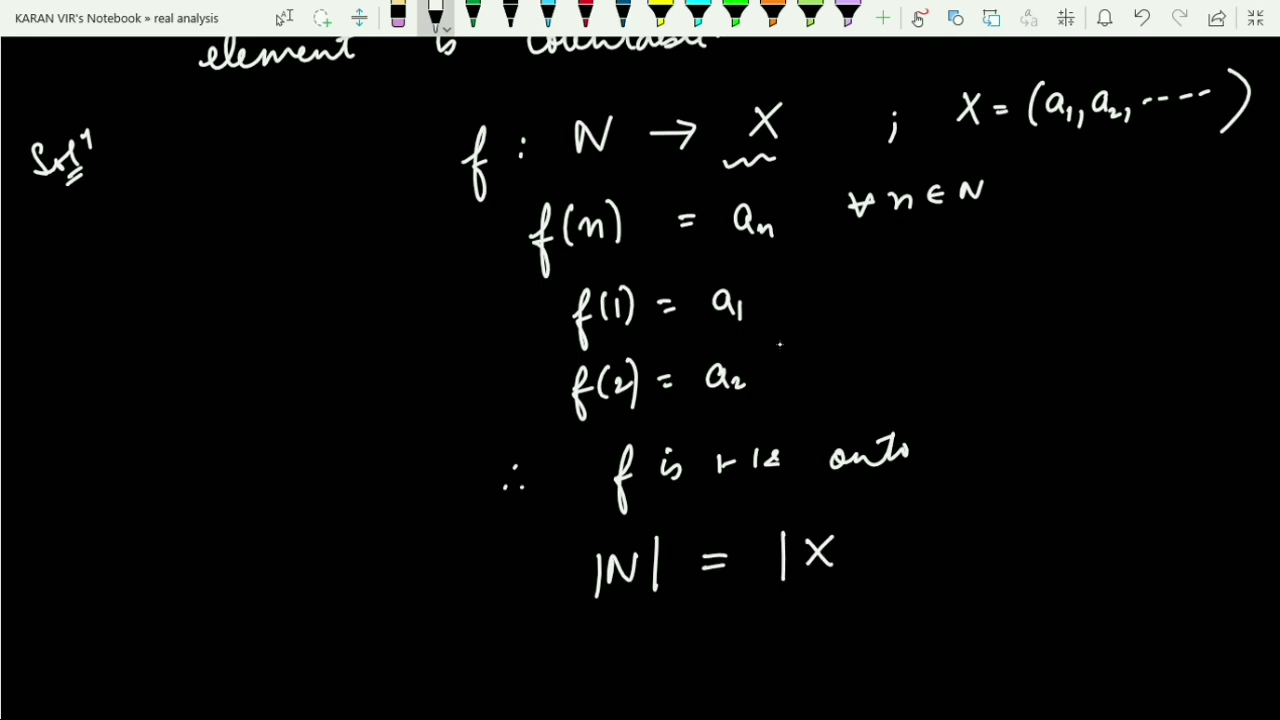 KARAN VIR's Notebook » real analysis
element is countable
Solⁿ
f : N → X ; X = (a₁, a₂, ----- )
f(n) = aₙ ∀ n ∈ N
f(1) = a₁
f(2) = a₂
∴ f is 1-1 & onto
|N| = |X